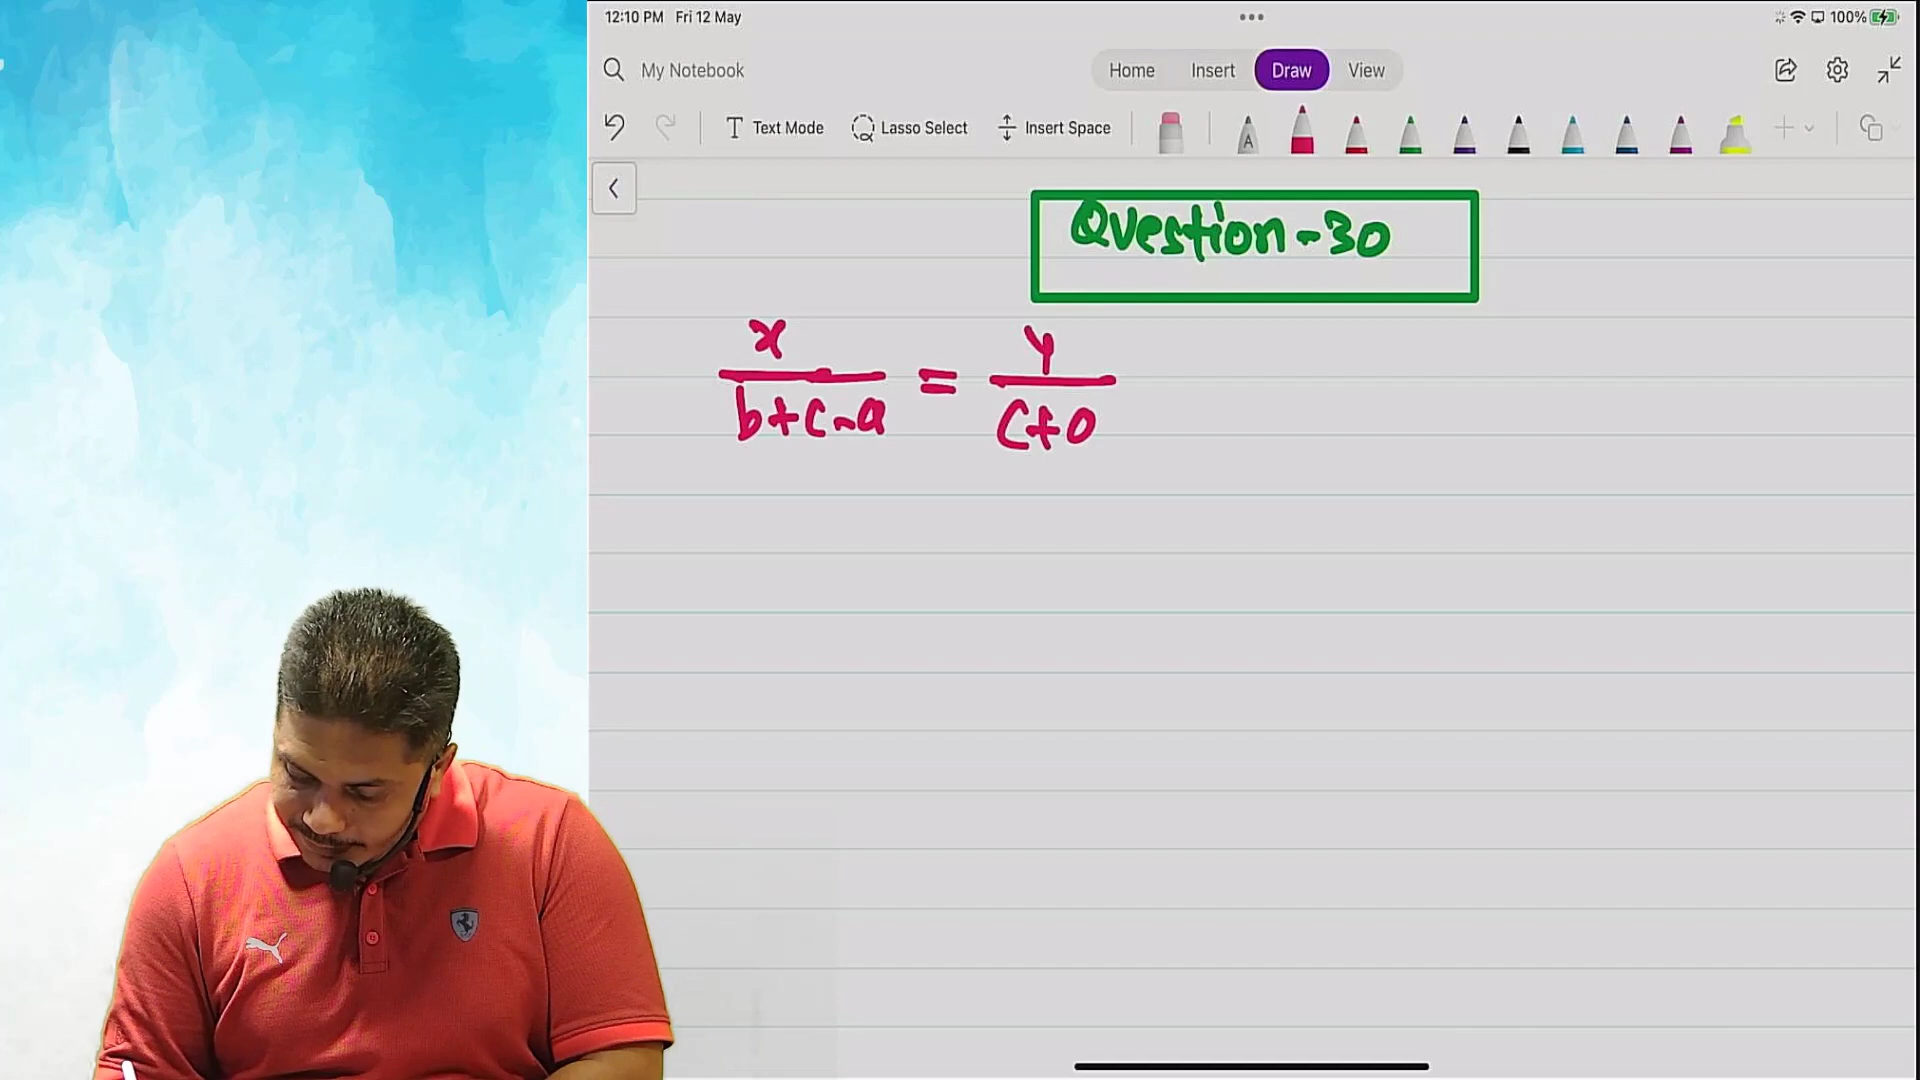 12:10 PM Fri 12 May
100%
My Notebook
Home Insert Draw View
Text Mode Lasso Select Insert Space
A
Question - 30
x/(b+c-a) = y/(c+a